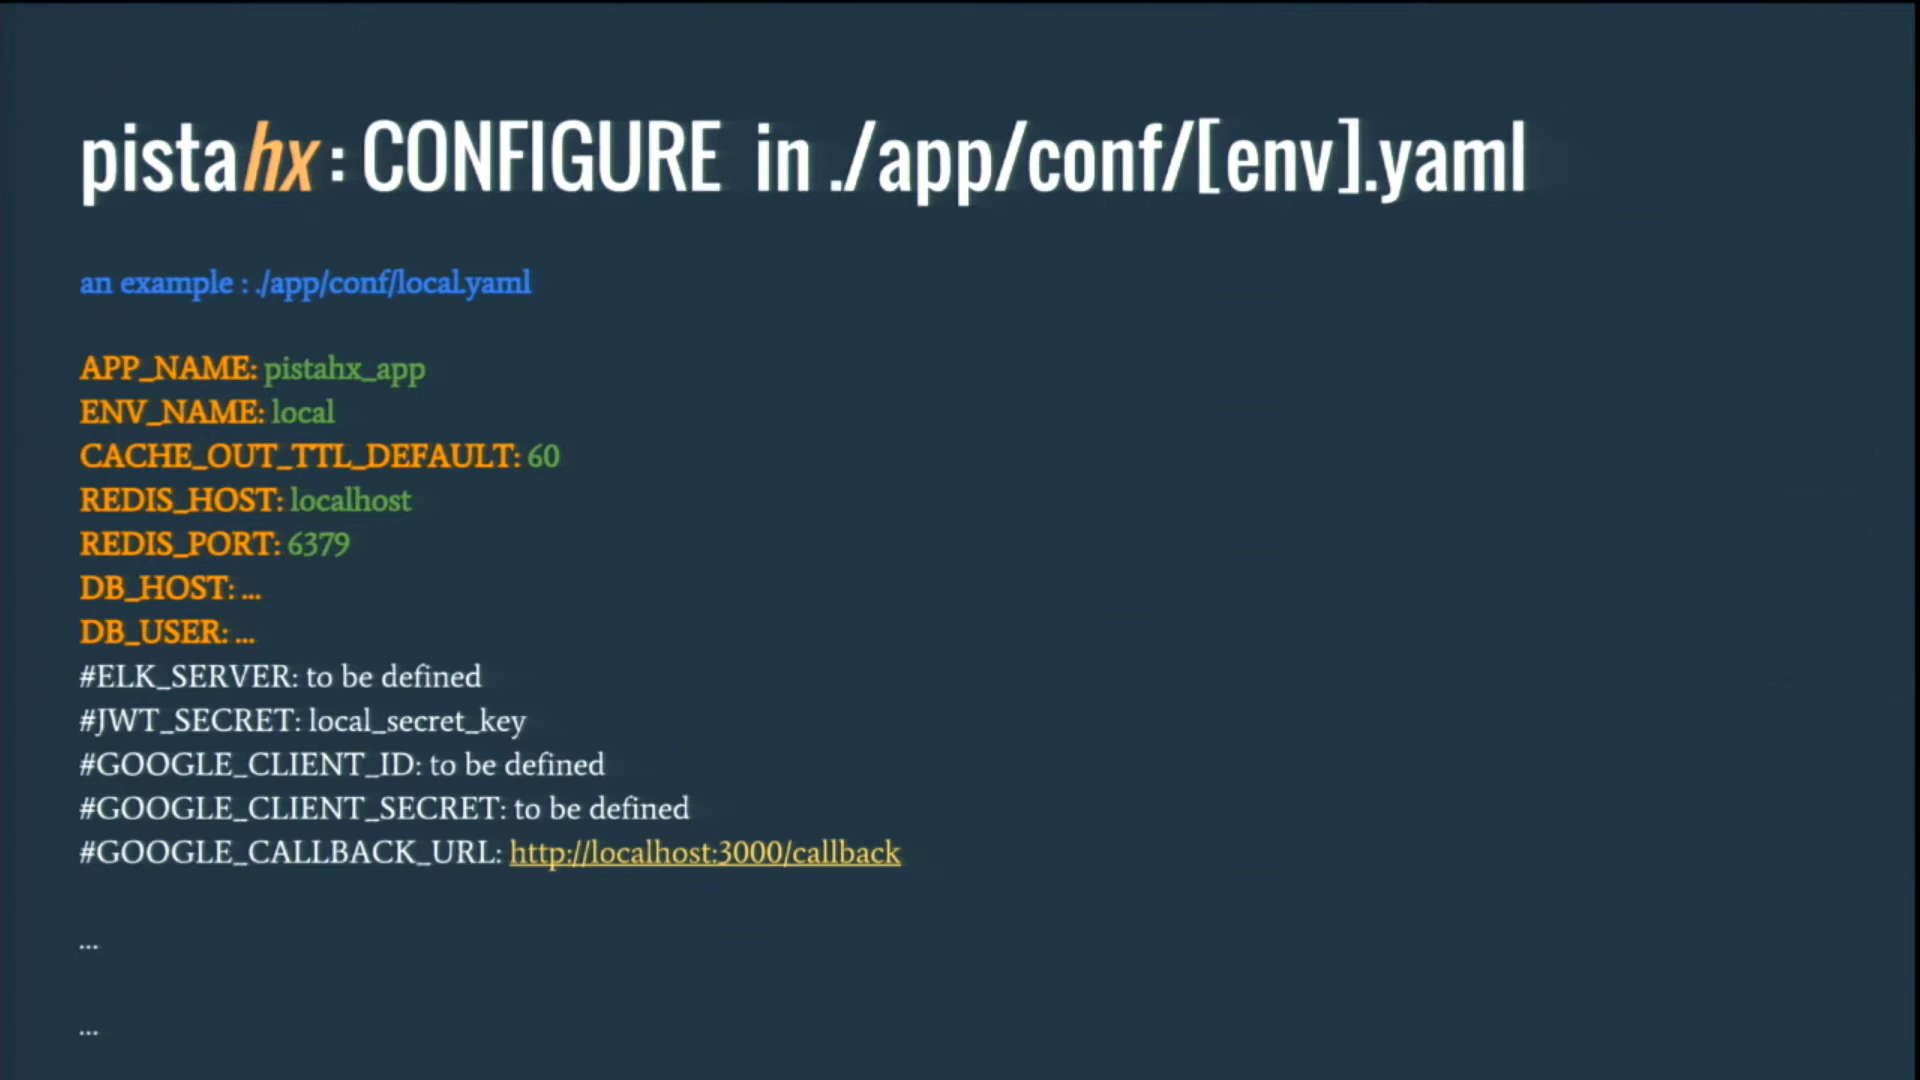 pistahx : CONFIGURE in ./app/conf/[env].yaml
an example : ./app/conf/local.yaml
APP_NAME: pistahx_app
ENV_NAME: local
CACHE_OUT_TTL_DEFAULT: 60
REDIS_HOST: localhost
REDIS_PORT: 6379
DB_HOST: ...
DB_USER: ...
#ELK_SERVER: to be defined
#JWT_SECRET: local_secret_key
#GOOGLE_CLIENT_ID: to be defined
#GOOGLE_CLIENT_SECRET: to be defined
#GOOGLE_CALLBACK_URL: http://localhost:3000/callback
...
...